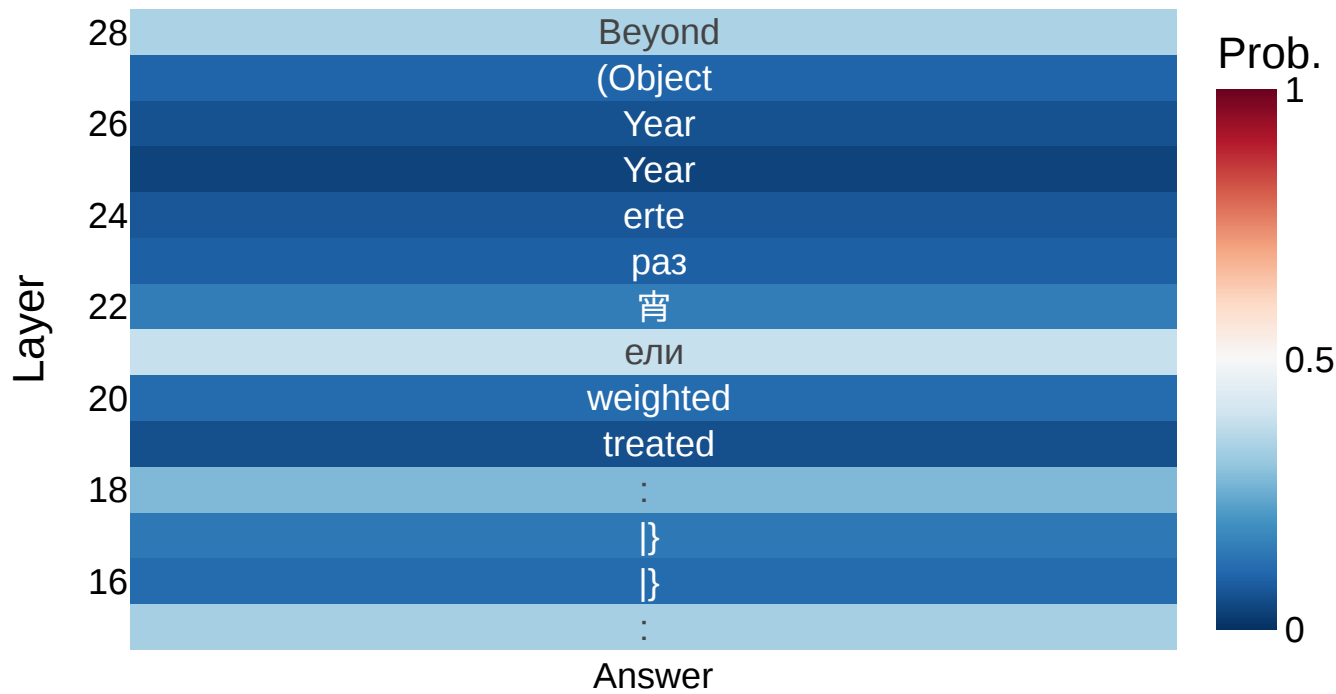 28 Beyond
(Object
26 Year
Year
24 erte
раз
22 宵
ели
20 weighted
treated
18 :
|}
16 |}
:
Answer
Layer
Prob.
1
0.5
0